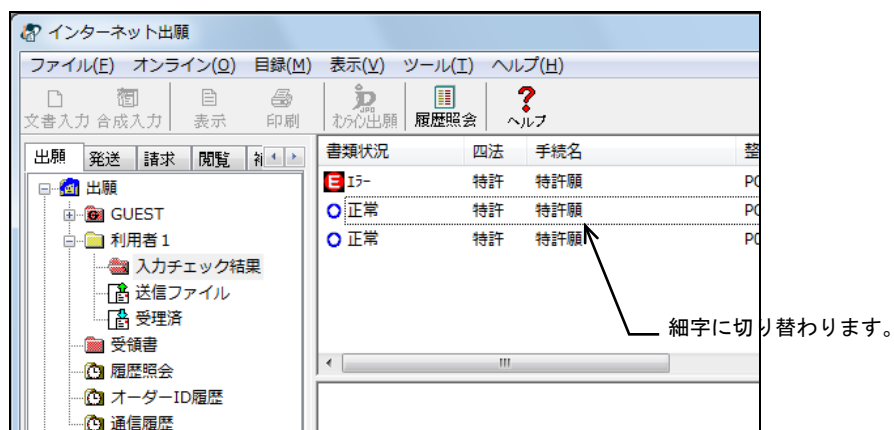 インターネット出願
ファイル(F) オンライン(O) 目録(M) 表示(V) ツール(T) ヘルプ(H)
文書入力 合成入力 表示 印刷 わらい出願 履歴照会 ヘルプ
出願 発送 請求 閲覧
書類状況 四法 手続名 整
出願
E ｴﾗｰ 特許 特許願 P0
GUEST
正常 特許 特許願 P0
利用者1
正常 特許 特許願 P0
入力チェック結果
送信ファイル
受理済
細字に切り替わります。
受領書
履歴照会
オーダーID履歴
通信履歴